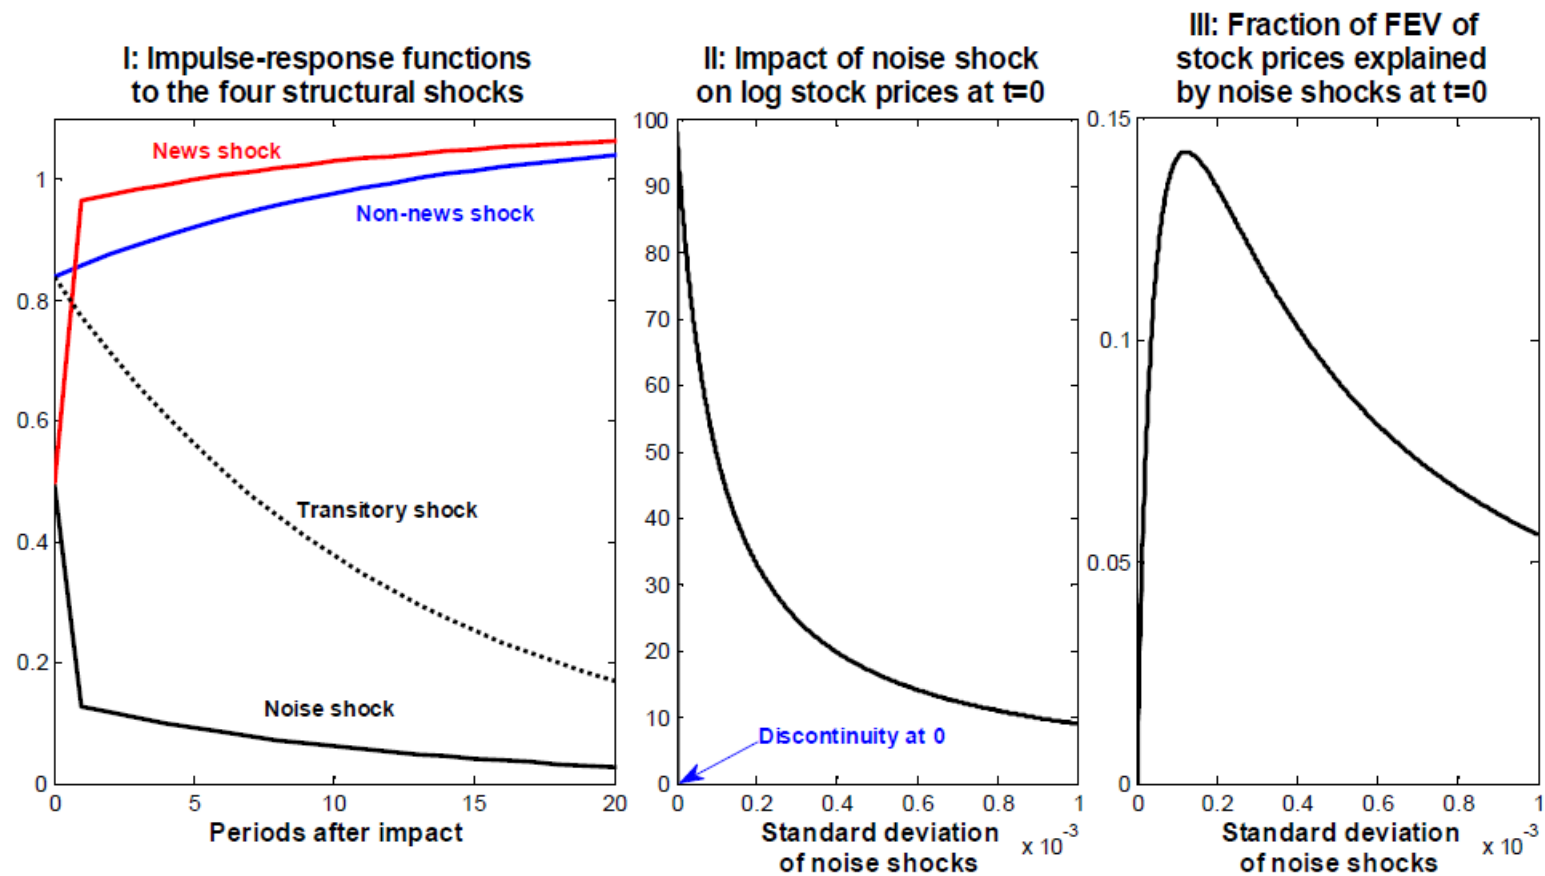 I: Impulse-response functions
to the four structural shocks
News shock
Non-news shock
Transitory shock
Noise shock
1
0.8
0.6
0.4
0.2
0
0 5 10 15 20
Periods after impact
II: Impact of noise shock
on log stock prices at t=0
100
90
80
70
60
50
40
30
20
10
0
Discontinuity at 0
0 0.2 0.4 0.6 0.8 1
Standard deviation
of noise shocks
x 10-3
III: Fraction of FEV of
stock prices explained
by noise shocks at t=0
0.15
0.1
0.05
0
0 0.2 0.4 0.6 0.8 1
Standard deviation
of noise shocks
x 10-3